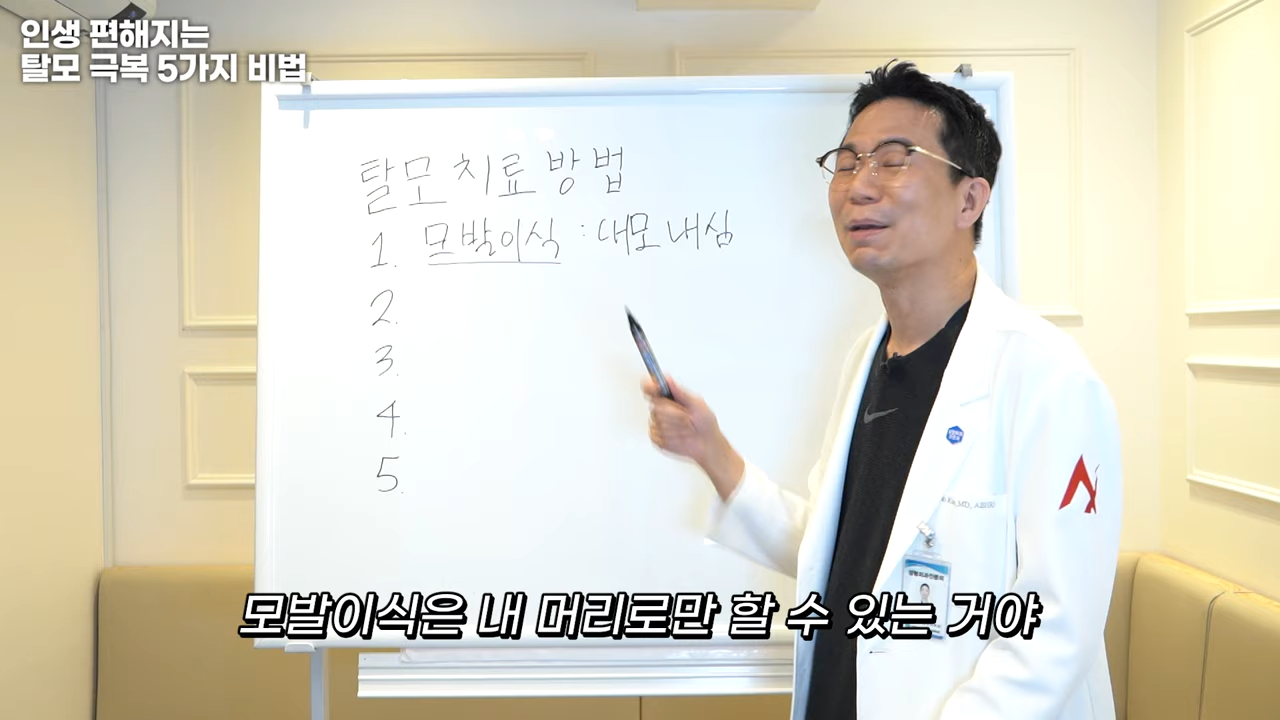 인생 편해지는
탈모 극복 5가지 비법
탈모 치료 방법
1. 모발이식 : 대모내심
2.
3.
4.
5.
모발이식은 내 머리로만 할 수 있는 거야